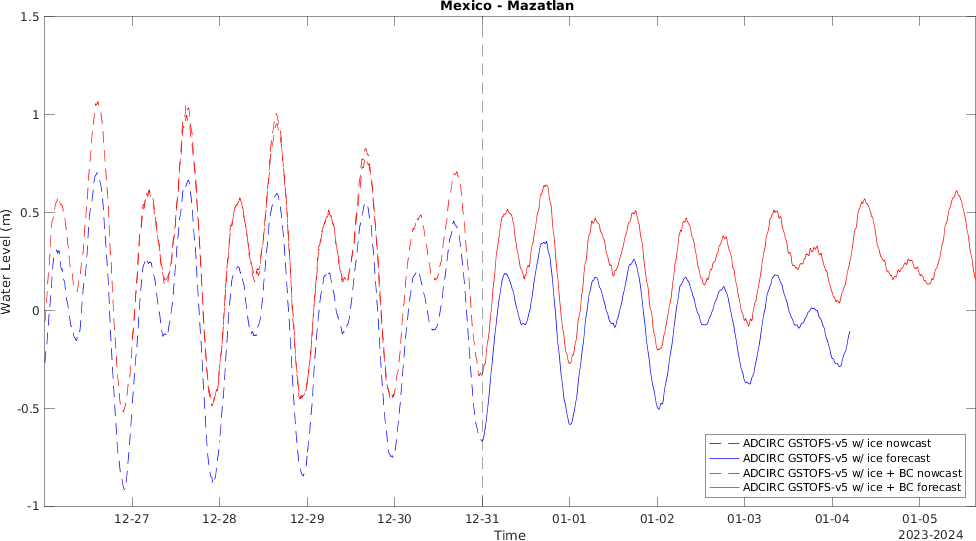 Mexico - Mazatlan
1.5
1
0.5
0
-0.5
-1
Water Level (m)
12-27
12-28
12-29
12-30
12-31
01-01
01-02
01-03
01-04
01-05
Time
2023-2024
ADCIRC GSTOFS-v5 w/ ice nowcast
ADCIRC GSTOFS-v5 w/ ice forecast
ADCIRC GSTOFS-v5 w/ ice + BC nowcast
ADCIRC GSTOFS-v5 w/ ice + BC forecast